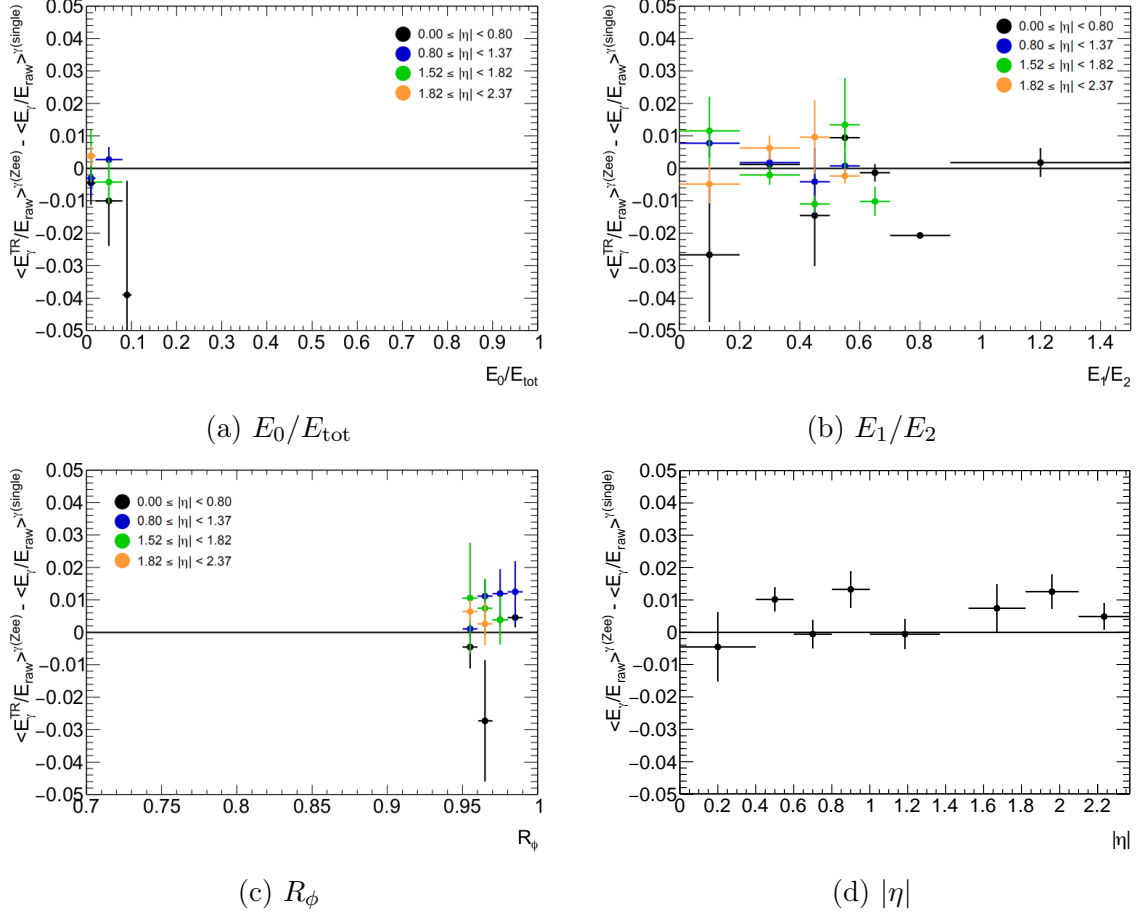 0.05
0.04
0.03
0.02
0.01
0
−0.01
−0.02
−0.03
−0.04
−0.05
<E_γ^TR/E_raw>^γ(Zee) - <E_γ/E_raw>^γ(single)
0.00 ≤ |η| < 0.80
0.80 ≤ |η| < 1.37
1.52 ≤ |η| < 1.82
1.82 ≤ |η| < 2.37
0 0.1 0.2 0.3 0.4 0.5 0.6 0.7 0.8 0.9 1
E_0/E_tot
(a) E_0/E_tot
0.05
0.04
0.03
0.02
0.01
0
−0.01
−0.02
−0.03
−0.04
−0.05
<E_γ^TR/E_raw>^γ(Zee) - <E_γ/E_raw>^γ(single)
0.00 ≤ |η| < 0.80
0.80 ≤ |η| < 1.37
1.52 ≤ |η| < 1.82
1.82 ≤ |η| < 2.37
0 0.2 0.4 0.6 0.8 1 1.2 1.4
E_1/E_2
(b) E_1/E_2
0.05
0.04
0.03
0.02
0.01
0
−0.01
−0.02
−0.03
−0.04
−0.05
<E_γ^TR/E_raw>^γ(Zee) - <E_γ/E_raw>^γ(single)
0.00 ≤ |η| < 0.80
0.80 ≤ |η| < 1.37
1.52 ≤ |η| < 1.82
1.82 ≤ |η| < 2.37
0.7 0.75 0.8 0.85 0.9 0.95 1
R_ϕ
(c) R_ϕ
0.05
0.04
0.03
0.02
0.01
0
−0.01
−0.02
−0.03
−0.04
−0.05
<E_γ/E_raw>^γ(Zee) - <E_γ/E_raw>^γ(single)
0 0.2 0.4 0.6 0.8 1 1.2 1.4 1.6 1.8 2 2.2
|η|
(d) |η|